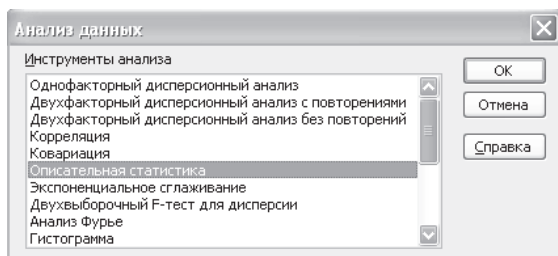 Анализ данных
Инструменты анализа
Однофакторный дисперсионный анализ
Двухфакторный дисперсионный анализ с повторениями
Двухфакторный дисперсионный анализ без повторений
Корреляция
Ковариация
Описательная статистика
Экспоненциальное сглаживание
Двухвыборочный F-тест для дисперсии
Анализ Фурье
Гистограмма
ОК
Отмена
Справка